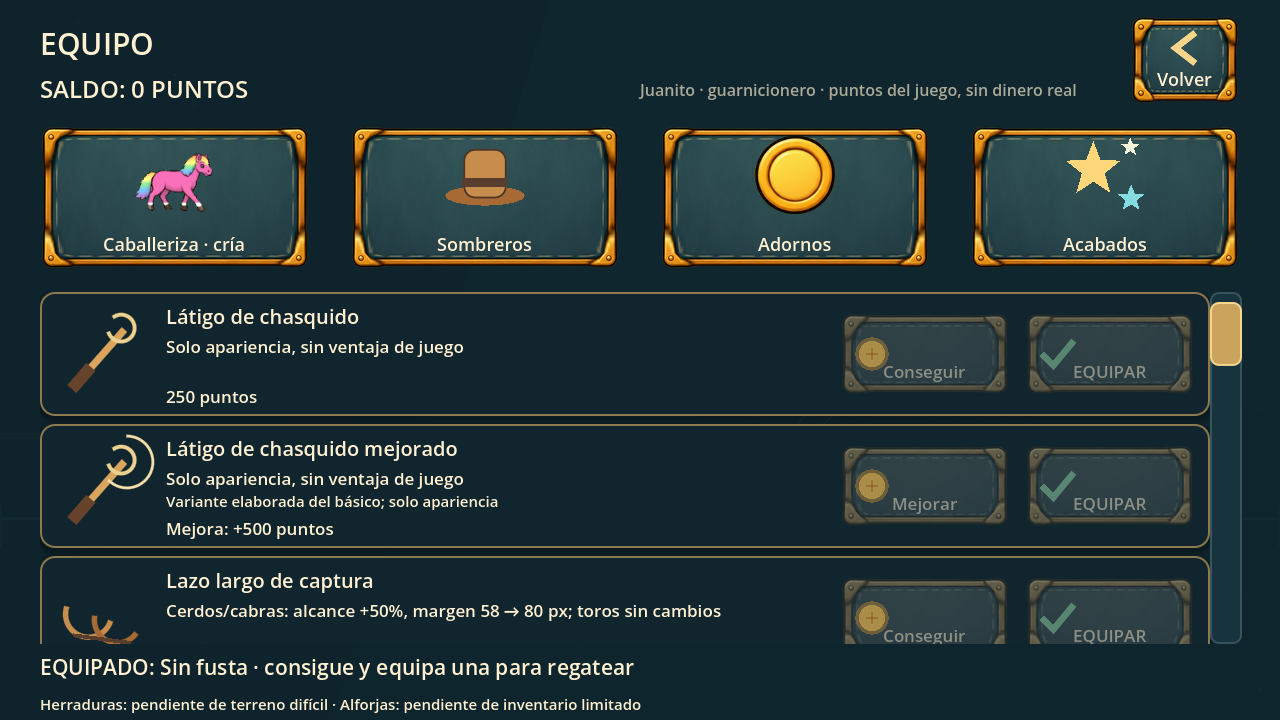 EQUIPO
SALDO: 0 PUNTOS
Juanito · guarnicionero · puntos del juego, sin dinero real
Volver
Caballeriza · cría
Sombreros
Adornos
Acabados
Látigo de chasquido
Solo apariencia, sin ventaja de juego
250 puntos
Conseguir
EQUIPAR
Látigo de chasquido mejorado
Solo apariencia, sin ventaja de juego
Variante elaborada del básico; solo apariencia
Mejora: +500 puntos
Mejorar
EQUIPAR
Lazo largo de captura
Cerdos/cabras: alcance +50%, margen 58 → 80 px; toros sin cambios
Conseguir
EQUIPAR
EQUIPADO: Sin fusta · consigue y equipa una para regatear
Herraduras: pendiente de terreno difícil · Alforjas: pendiente de inventario limitado